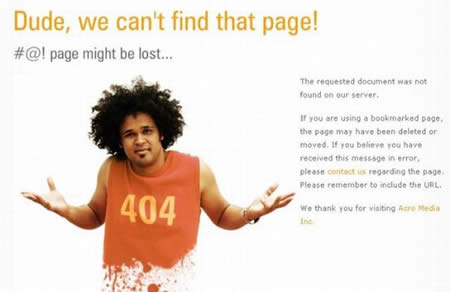 Dude, we can't find that page!
#@! page might be lost...
The requested document was not
found on our server.
If you are using a bookmarked page,
the page may have been deleted or
moved. If you believe you have
received this message in error,
please contact us regarding the page.
Please remember to include the URL.
We thank you for visiting Acro Media
Inc.
404